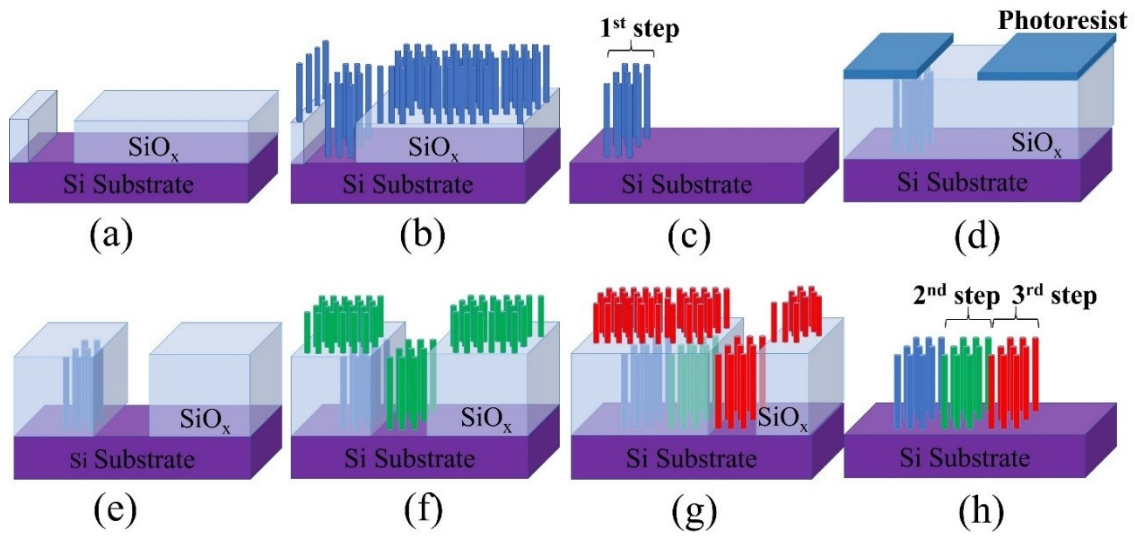 SiOₓ
Si Substrate
(a)
(b)
SiOₓ
Si Substrate
1ˢᵗ step
Si Substrate
(c)
Photoresist
SiOₓ
Si Substrate
(d)
SiOₓ
Si Substrate
(e)
SiOₓ
Si Substrate
(f)
SiOₓ
Si Substrate
(g)
2ⁿᵈ step
3ʳᵈ step
Si Substrate
(h)